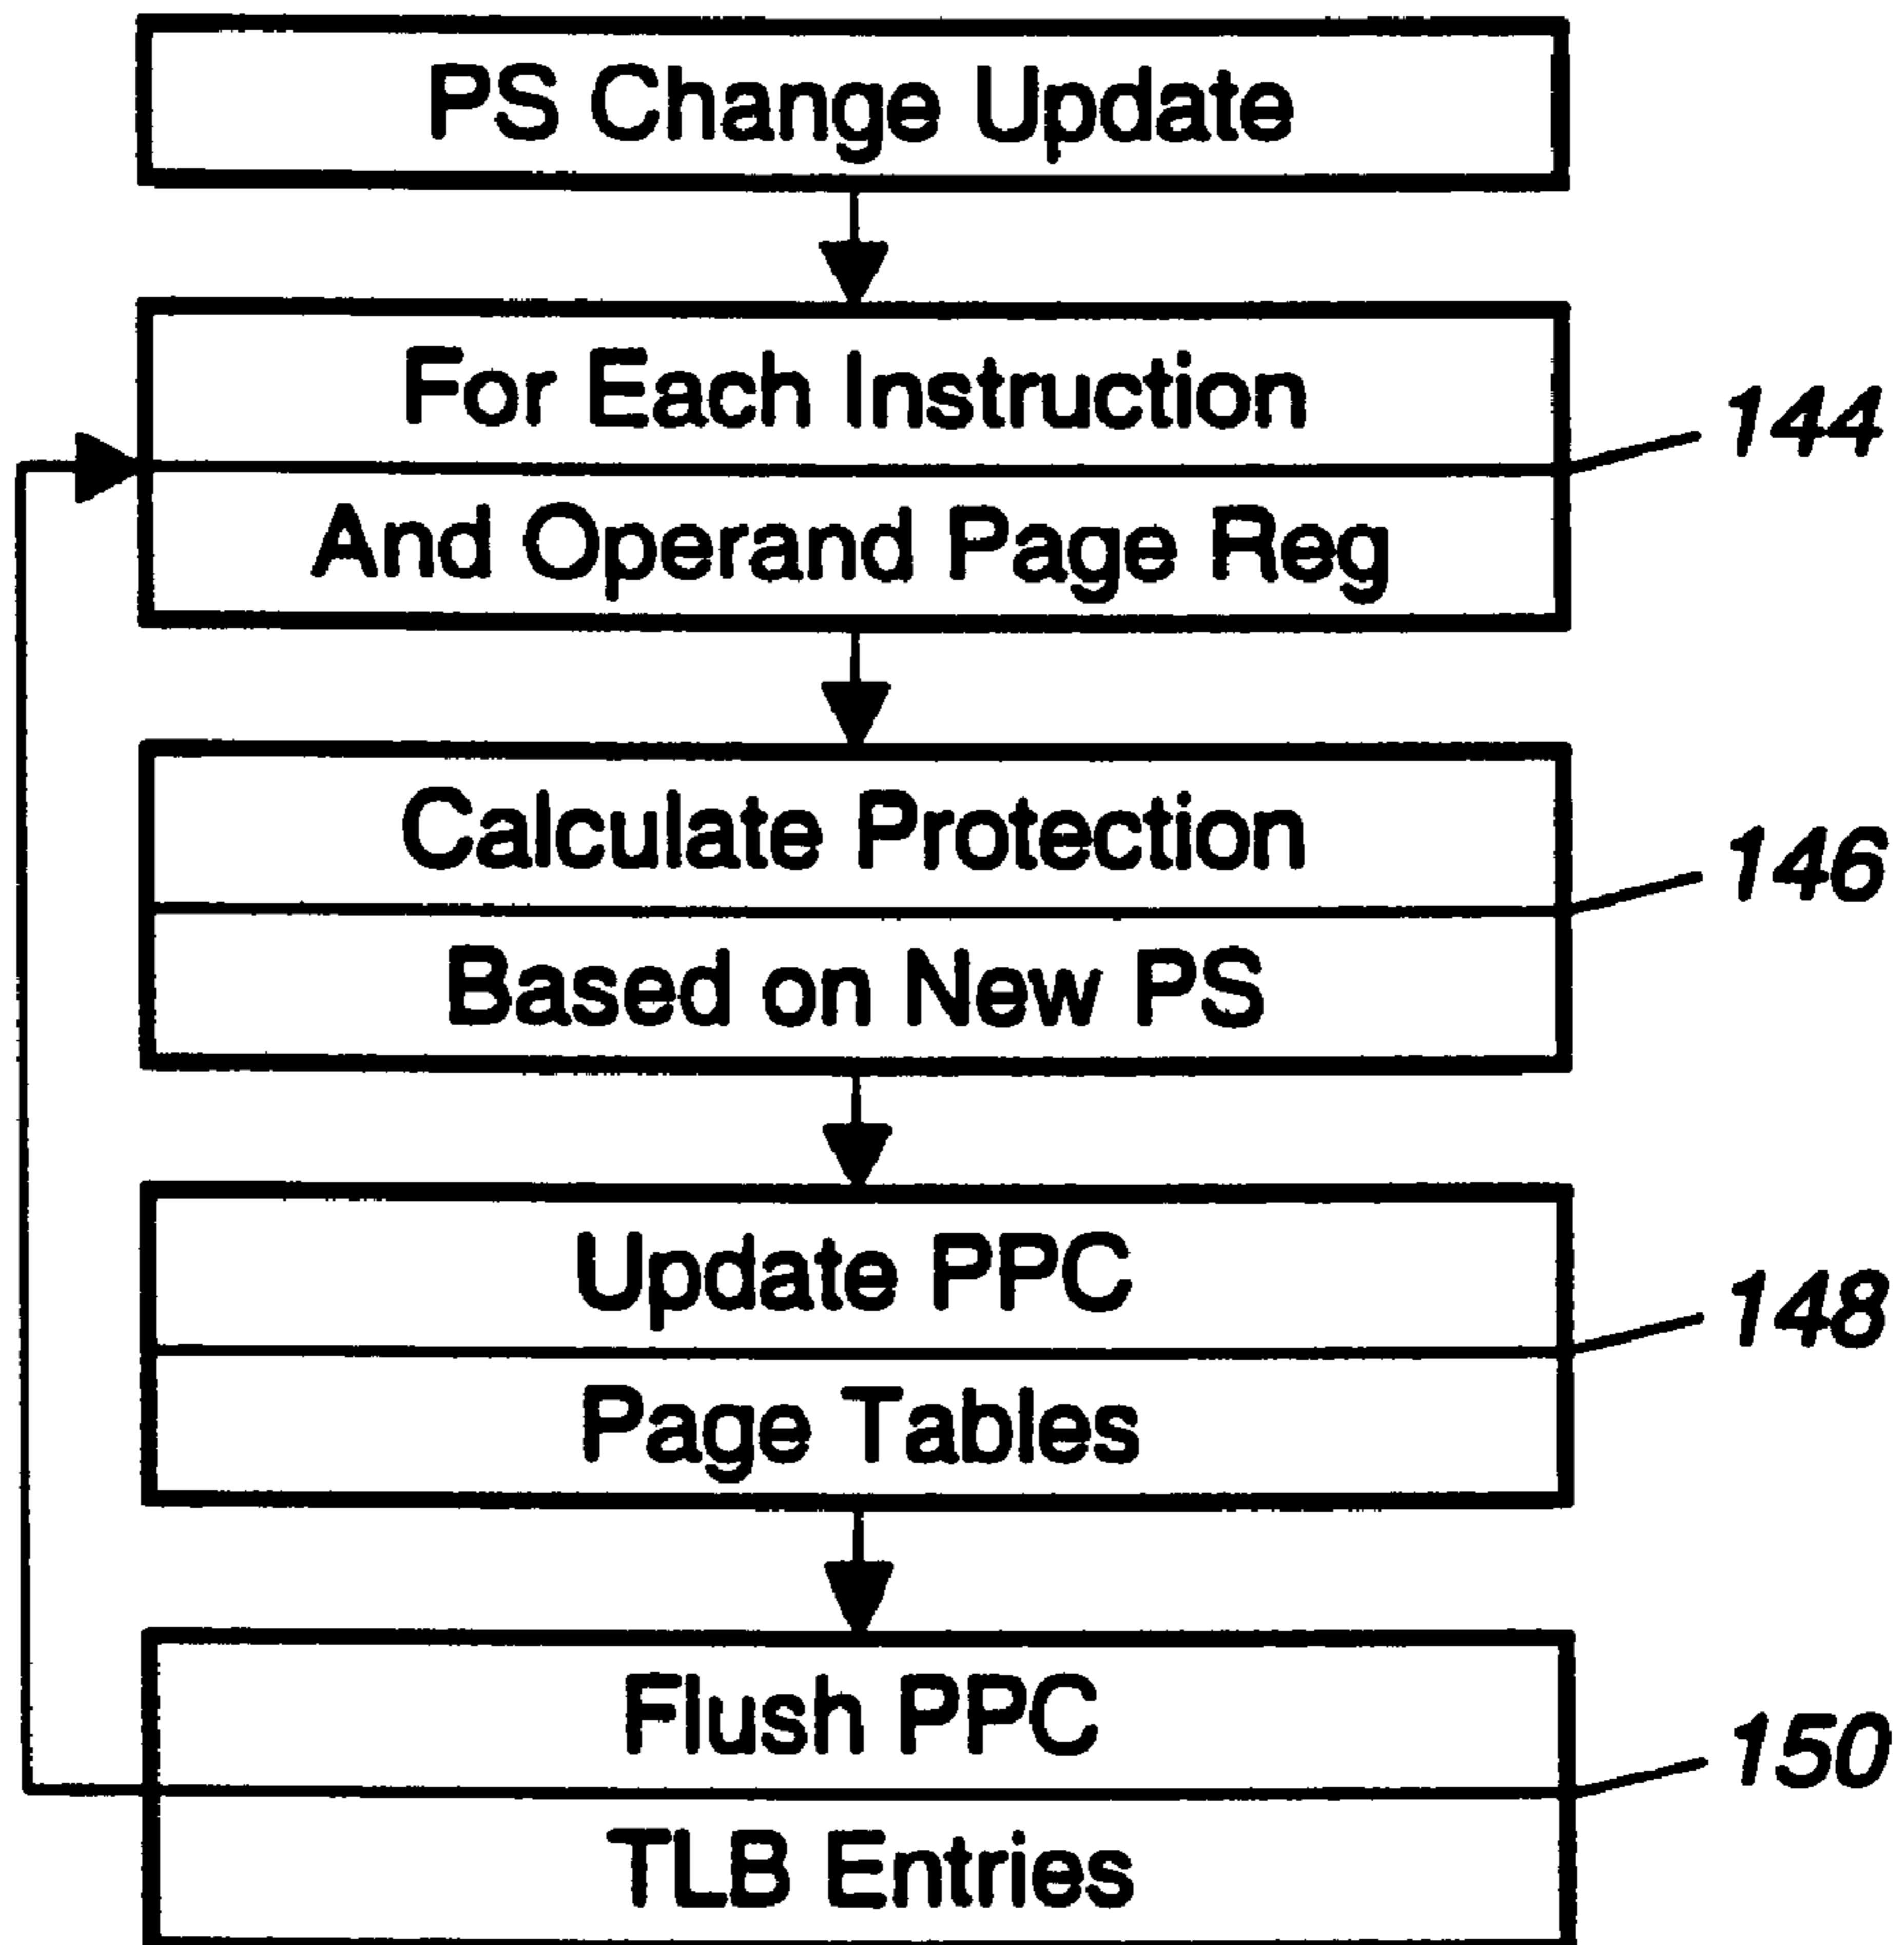 PS Change Update
For Each Instruction
144
And Operand Page Reg
Calculate Protection
146
Based on New PS
Update PPC
148
Page Tables
Flush PPC
150
TLB Entries